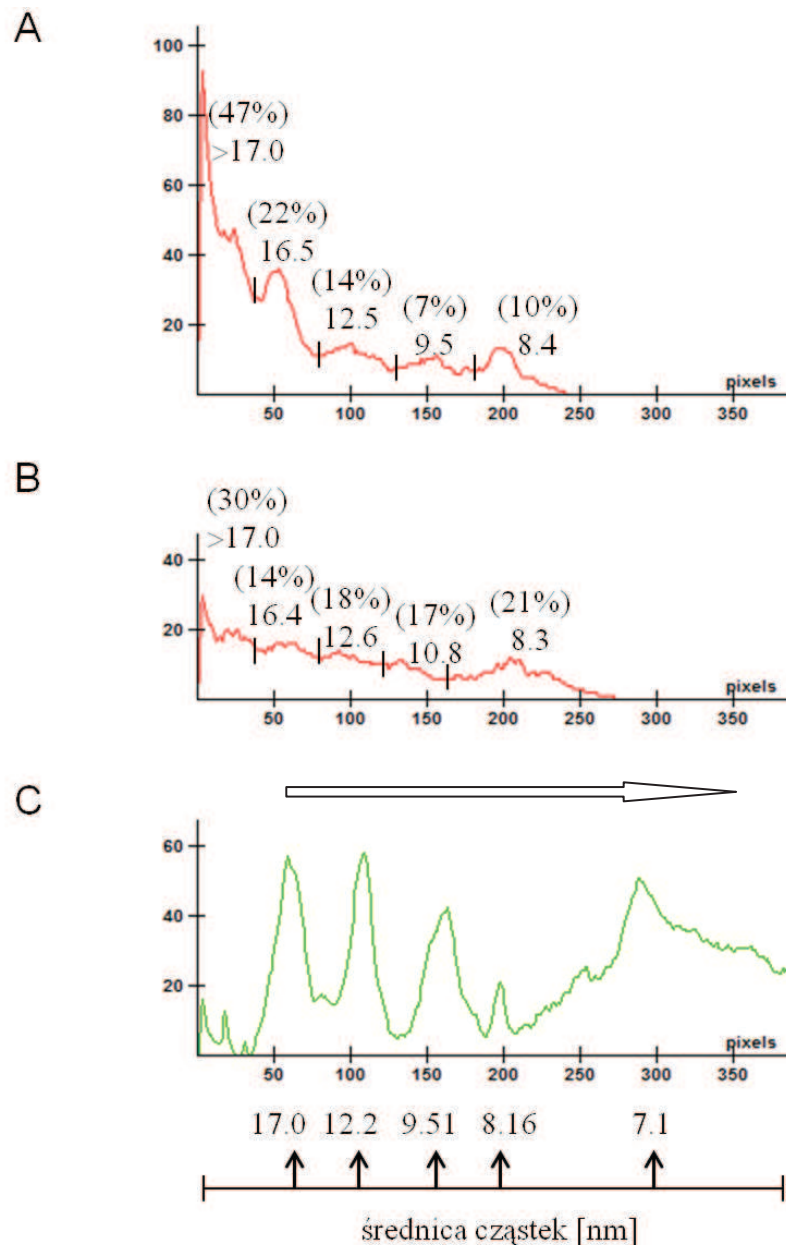 A
100
80
60
40
20
(47%)
>17.0
(22%)
16.5
(14%)
12.5
(7%)
9.5
(10%)
8.4
pixels
50 100 150 200 250 300 350
B
40
20
(30%)
>17.0
(14%)
16.4
(18%)
12.6
(17%)
10.8
(21%)
8.3
pixels
50 100 150 200 250 300 350
C
60
40
20
pixels
50 100 150 200 250 300 350
17.0 12.2 9.51 8.16 7.1
średnica cząstek [nm]